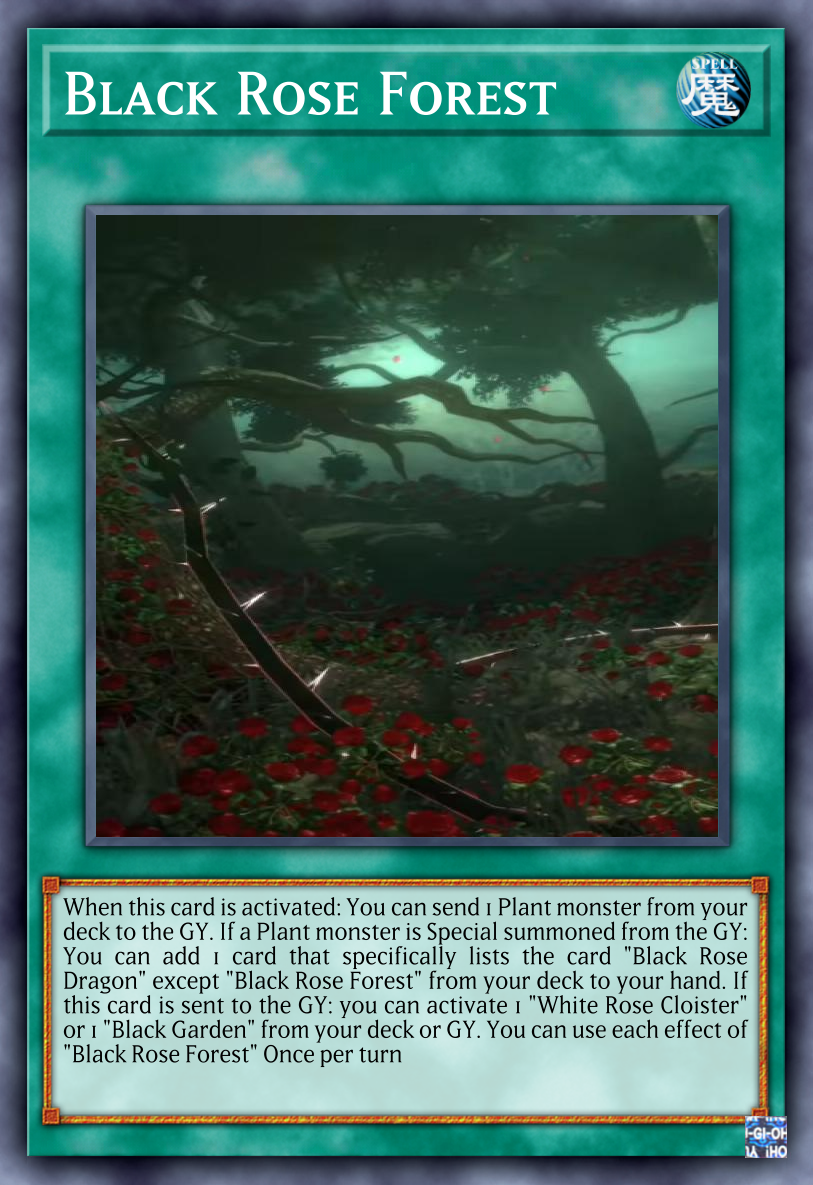 Black Rose Forest
SPELL
魔
When this card is activated: You can send 1 Plant monster from your
deck to the GY. If a Plant monster is Special summoned from the GY:
You can add 1 card that specifically lists the card "Black Rose
Dragon" except "Black Rose Forest" from your deck to your hand. If
this card is sent to the GY: you can activate 1 "White Rose Cloister"
or 1 "Black Garden" from your deck or GY. You can use each effect of
"Black Rose Forest" Once per turn
-GI-OH